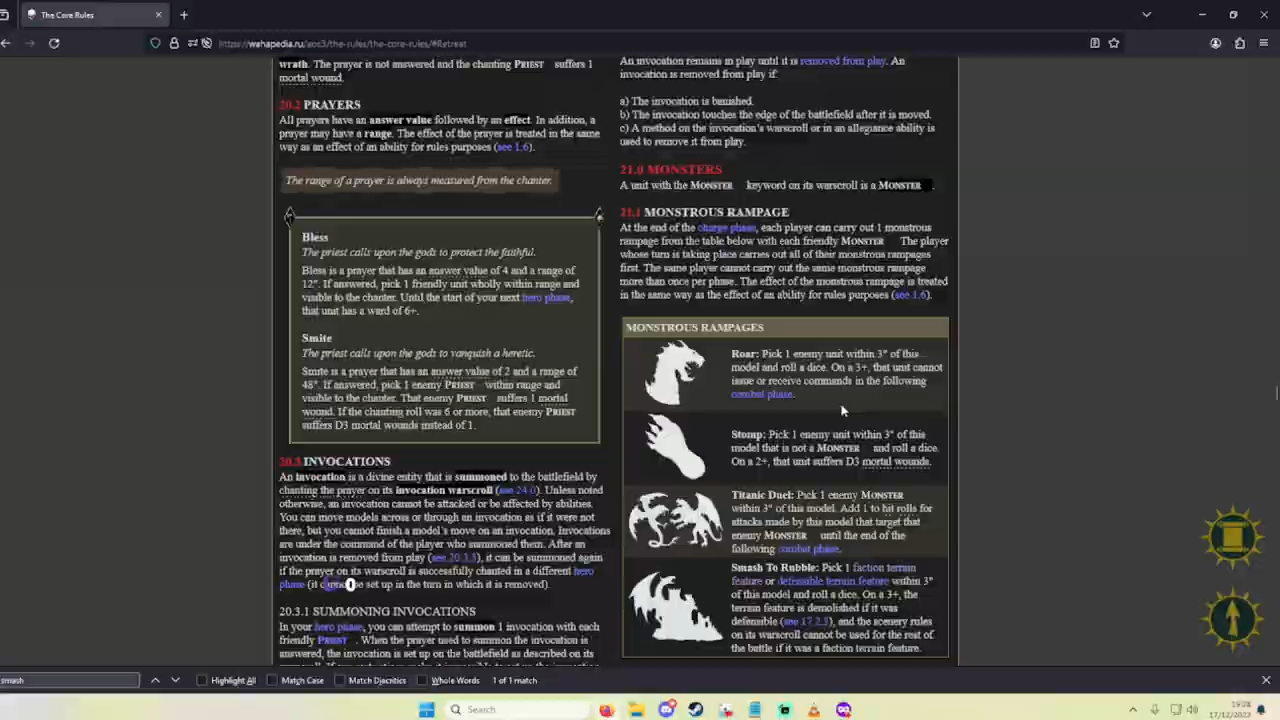 The Core Rules
https://wahapedia.ru/aos3/the-rules/the-core-rules/#Retreat
wrath. The prayer is not answered and the chanting PRIEST suffers 1
mortal wound.
20.2 PRAYERS
All prayers have an answer value followed by an effect. In addition, a
prayer may have a range. The effect of the prayer is treated in the same
way as an effect of an ability for rules purposes (see 1.6).
The range of a prayer is always measured from the chanter.
Bless
The priest calls upon the gods to protect the faithful.
Bless is a prayer that has an answer value of 4 and a range of
12". If answered, pick 1 friendly unit wholly within range and
visible to the chanter. Until the start of your next hero phase,
that unit has a ward of 6+.
Smite
The priest calls upon the gods to vanquish a heretic.
Smite is a prayer that has an answer value of 2 and a range of
48". If answered, pick 1 enemy PRIEST within range and
visible to the chanter. That enemy PRIEST suffers 1 mortal
wound. If the chanting roll was 6 or more, that enemy PRIEST
suffers D3 mortal wounds instead of 1.
20.3 INVOCATIONS
An invocation is a divine entity that is summoned to the battlefield by
chanting the prayer on its invocation warscroll (see 24.0). Unless noted
otherwise, an invocation cannot be attacked or be affected by abilities.
You can move models across or through an invocation as if it were not
there, but you cannot finish a model's move on an invocation. Invocations
are under the command of the player who summoned them. After an
invocation is removed from play (see 20.3.3), it can be summoned again
if the prayer on its warscroll is successfully chanted in a different hero
phase (it be set up in the turn in which it is removed).
20.3.1 SUMMONING INVOCATIONS
In your hero phase, you can attempt to summon 1 invocation with each
friendly PRIEST . When the prayer used to summon the invocation is
answered, the invocation is set up on the battlefield as described on its
An invocation remains in play until it is removed from play. An
invocation is removed from play if:
a) The invocation is banished.
b) The invocation touches the edge of the battlefield after it is moved.
c) A method on the invocation's warscroll or in an allegiance ability is
used to remove it from play.
21.0 MONSTERS
A unit with the MONSTER keyword on its warscroll is a MONSTER .
21.1 MONSTROUS RAMPAGE
At the end of the charge phase, each player can carry out 1 monstrous
rampage from the table below with each friendly MONSTER The player
whose turn is taking place carries out all of their monstrous rampages
first. The same player cannot carry out the same monstrous rampage
more than once per phase. The effect of the monstrous rampage is treated
in the same way as the effect of an ability for rules purposes (see 1.6).
MONSTROUS RAMPAGES
Roar: Pick 1 enemy unit within 3" of this
model and roll a dice. On a 3+, that unit cannot
issue or receive commands in the following
combat phase.
Stomp: Pick 1 enemy unit within 3" of this
model that is not a MONSTER and roll a dice.
On a 2+, that unit suffers D3 mortal wounds.
Titanic Duel: Pick 1 enemy MONSTER
within 3" of this model. Add 1 to hit rolls for
attacks made by this model that target that
enemy MONSTER until the end of the
following combat phase.
Smash To Rubble: Pick 1 faction terrain
feature or defensible terrain feature within 3"
of this model and roll a dice. On a 3+, the
terrain feature is demolished if it was
defensible (see 17.2.3), and the scenery rules
on its warscroll cannot be used for the rest of
the battle if it was a faction terrain feature.
smash
Highlight All Match Case Match Diacritics Whole Words 1 of 1 match
Search
19:28
17/12/2023